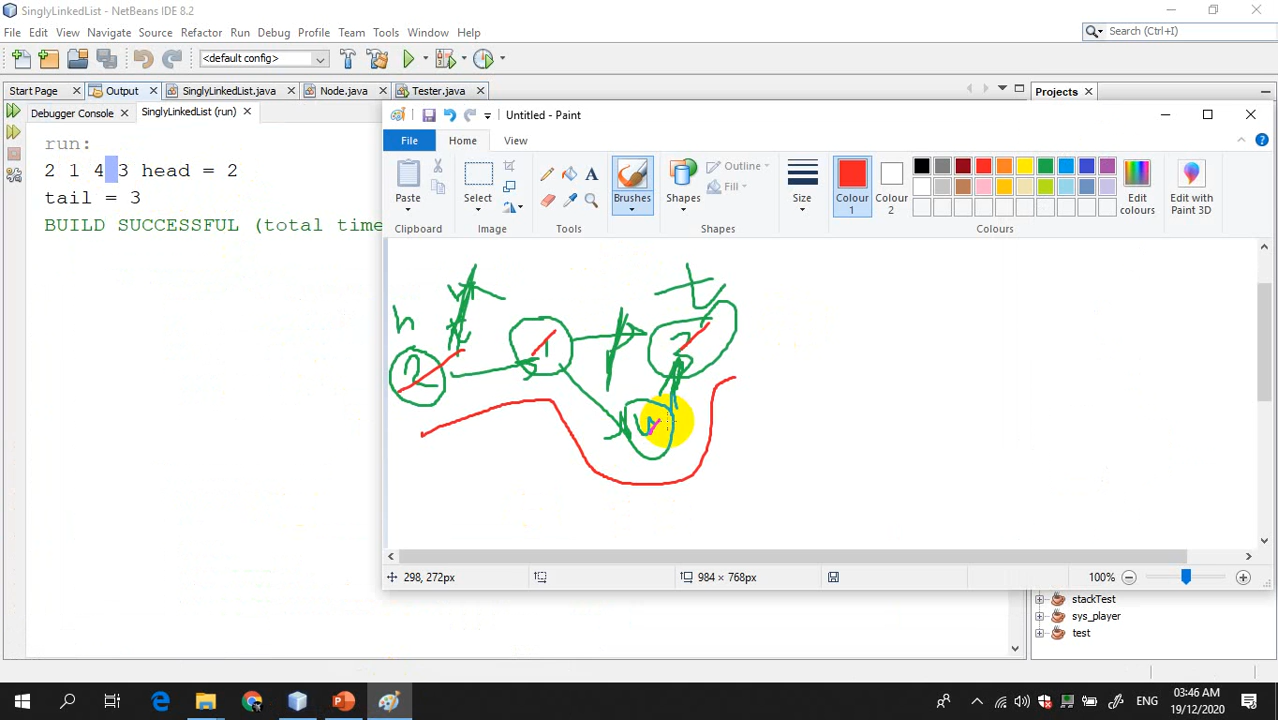 SinglyLinkedList - NetBeans IDE 8.2
File Edit View Navigate Source Refactor Run Debug Profile Team Tools Window Help
Search (Ctrl+I)
<default config>
Start Page Output SinglyLinkedList.java Node.java Tester.java
Projects
Debugger Console SinglyLinkedList (run)
run:
2 1 4 3 head = 2
tail = 3
BUILD SUCCESSFUL (total time
Untitled - Paint
File Home View
Paste
Select
Brushes
Shapes
Outline
Fill
Size
Colour 1
Colour 2
Edit colours
Edit with Paint 3D
Clipboard Image Tools Shapes Colours
h t
2 1 3
4
298, 272px 984 × 768px 100%
stackTest
sys_player
test
ENG
03:46 AM
19/12/2020